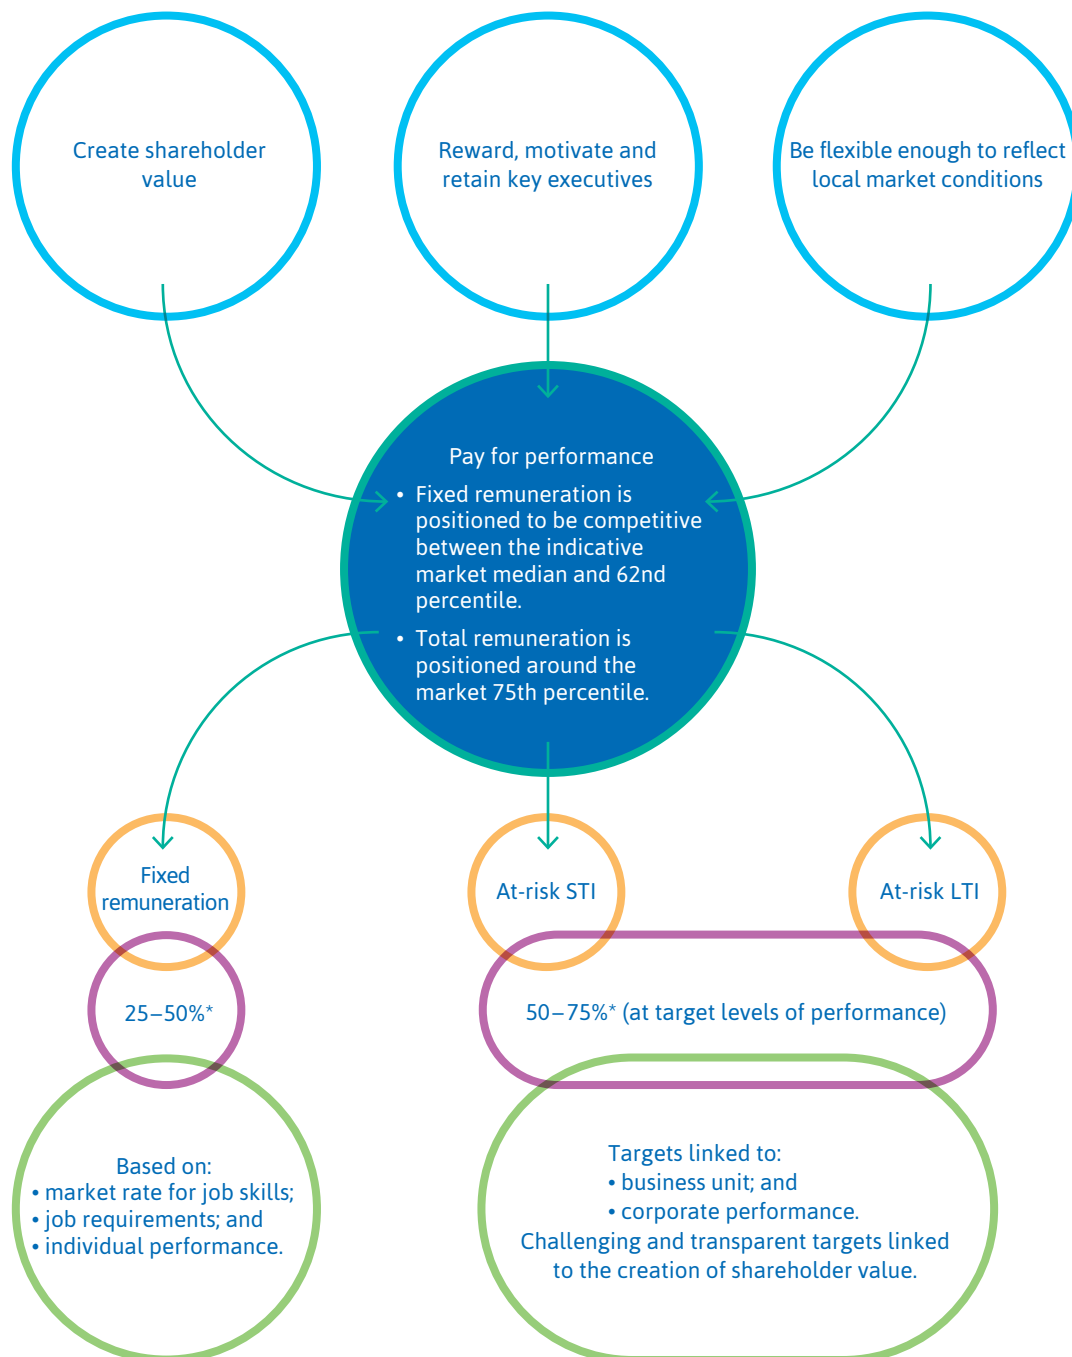 Create shareholder
value
Reward, motivate and
retain key executives
Be flexible enough to reflect
local market conditions
Pay for performance
• Fixed remuneration is
positioned to be competitive
between the indicative
market median and 62nd
percentile.
• Total remuneration is
positioned around the
market 75th percentile.
Fixed
remuneration
At-risk STI
At-risk LTI
25–50%*
50–75%* (at target levels of performance)
Based on:
• market rate for job skills;
• job requirements; and
• individual performance.
Targets linked to:
• business unit; and
• corporate performance.
Challenging and transparent targets linked
to the creation of shareholder value.